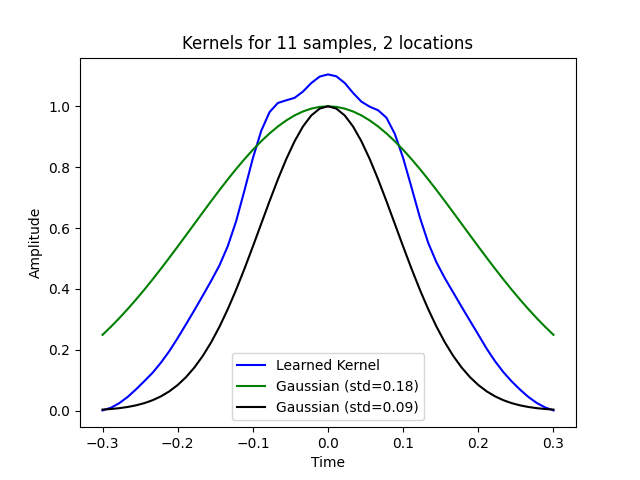 Kernels for 11 samples, 2 locations
Amplitude
1.0
0.8
0.6
0.4
0.2
0.0
Learned Kernel
Gaussian (std=0.18)
Gaussian (std=0.09)
−0.3 −0.2 −0.1 0.0 0.1 0.2 0.3
Time